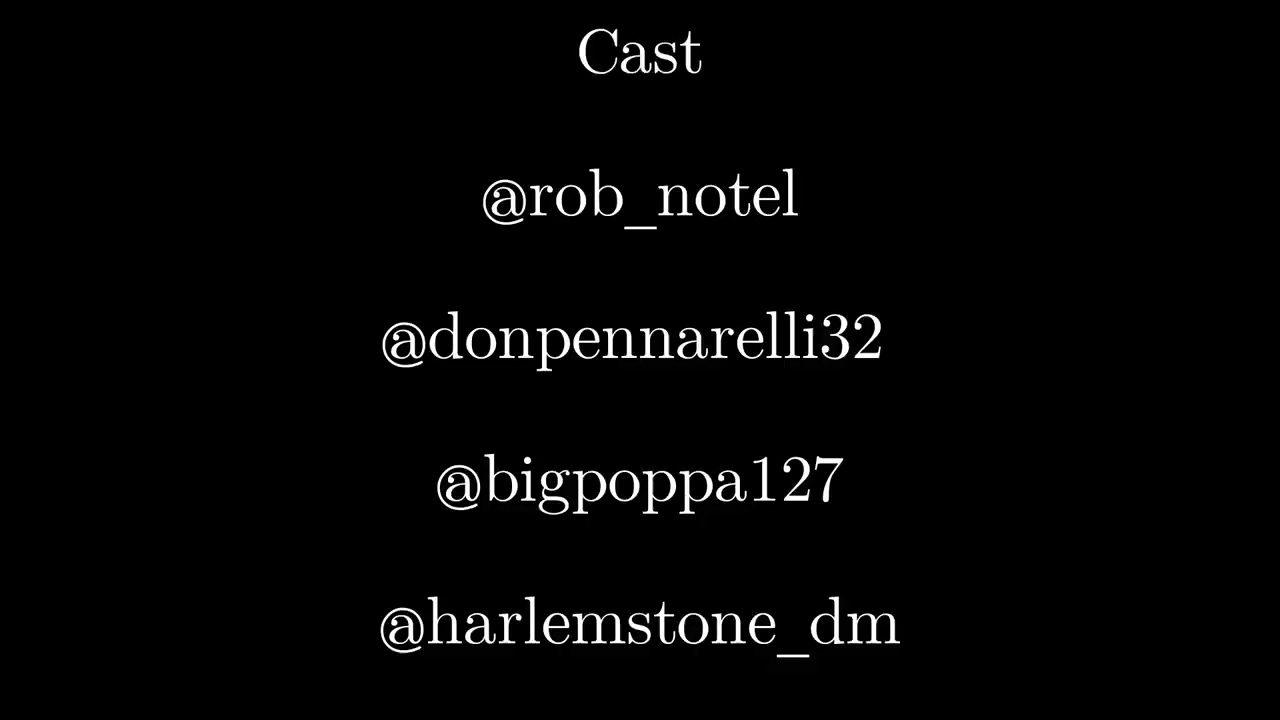 Cast
@rob_notel
@donpennarelli32
@bigpoppa127
@harlemstone_dm